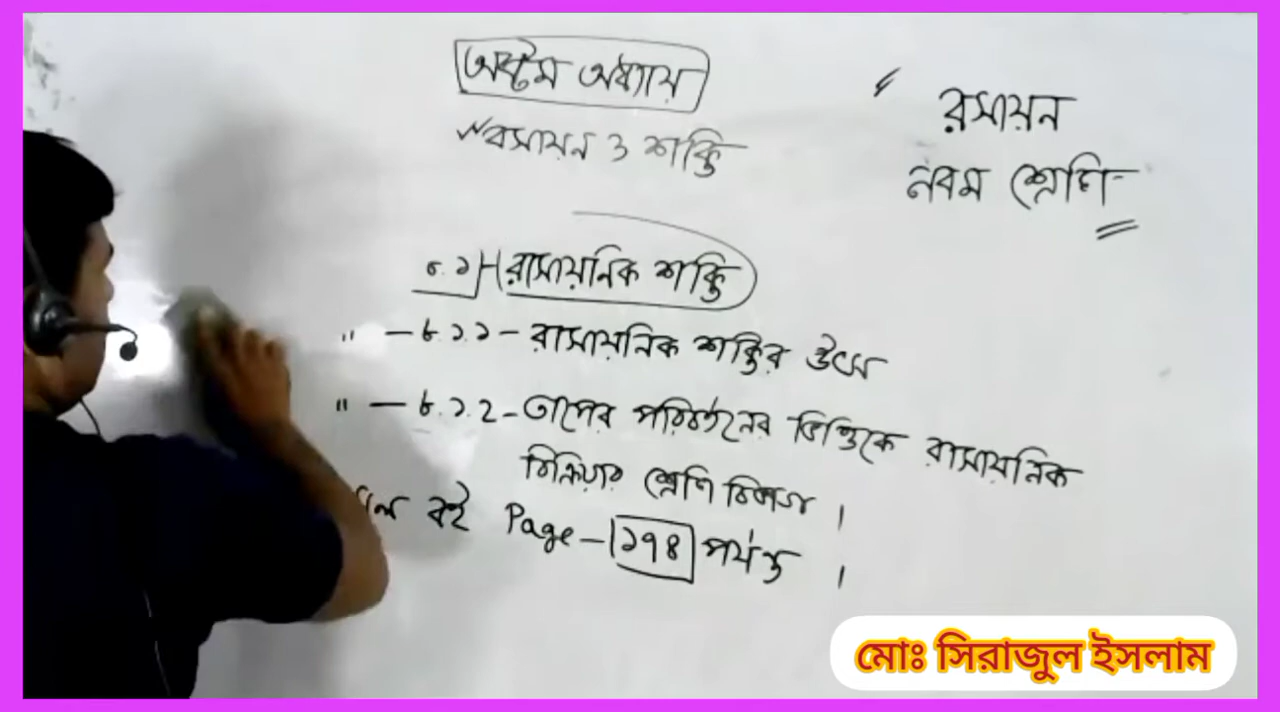 অষ্টম অধ্যায়
রসায়ন ও শক্তি
রসায়ন
নবম শ্রেণি
৮.১ রাসায়নিক শক্তি
" — ৮.১.১ – রাসায়নিক শক্তির উৎস
" — ৮.১.২ – তাপের পরিবর্তনের ভিত্তিকে রাসায়নিক
বিক্রিয়ার শ্রেণি বিভাগ।
বই Page – ১৭৪ পর্যন্ত।
মোঃ সিরাজুল ইসলাম